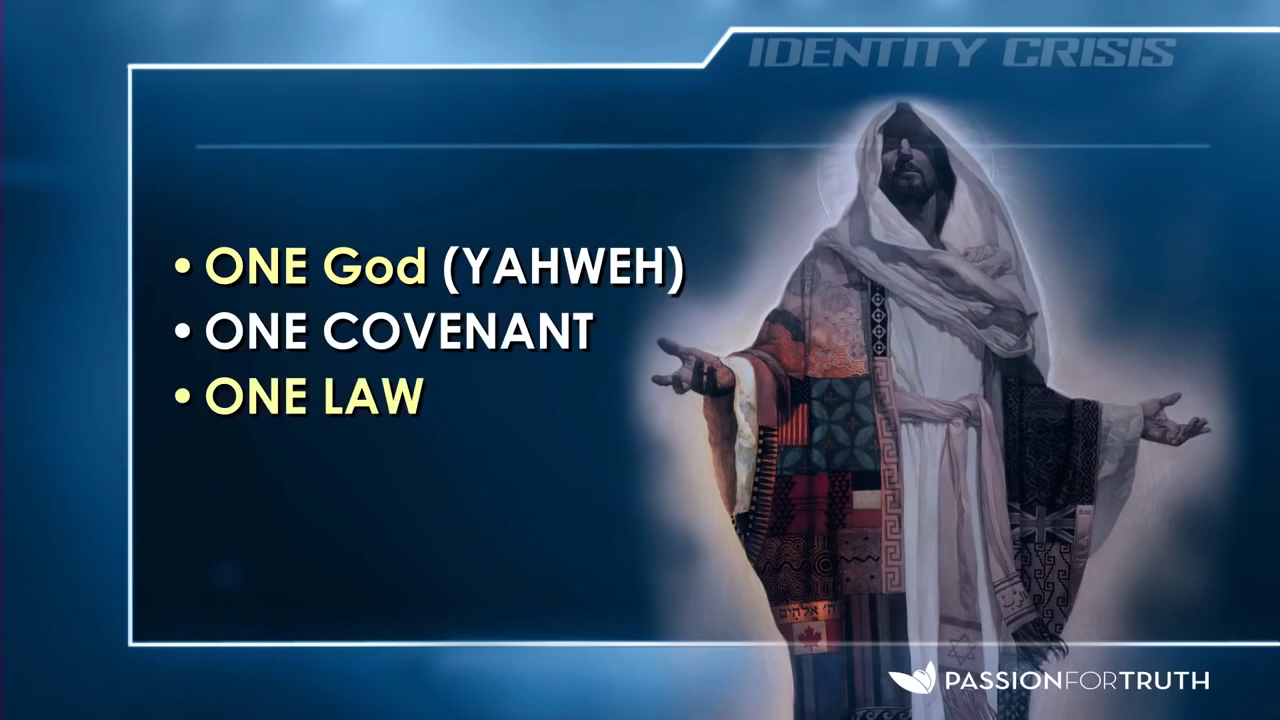 IDENTITY CRISIS
• ONE God (YAHWEH)
• ONE COVENANT
• ONE LAW
PASSIONFORTRUTH